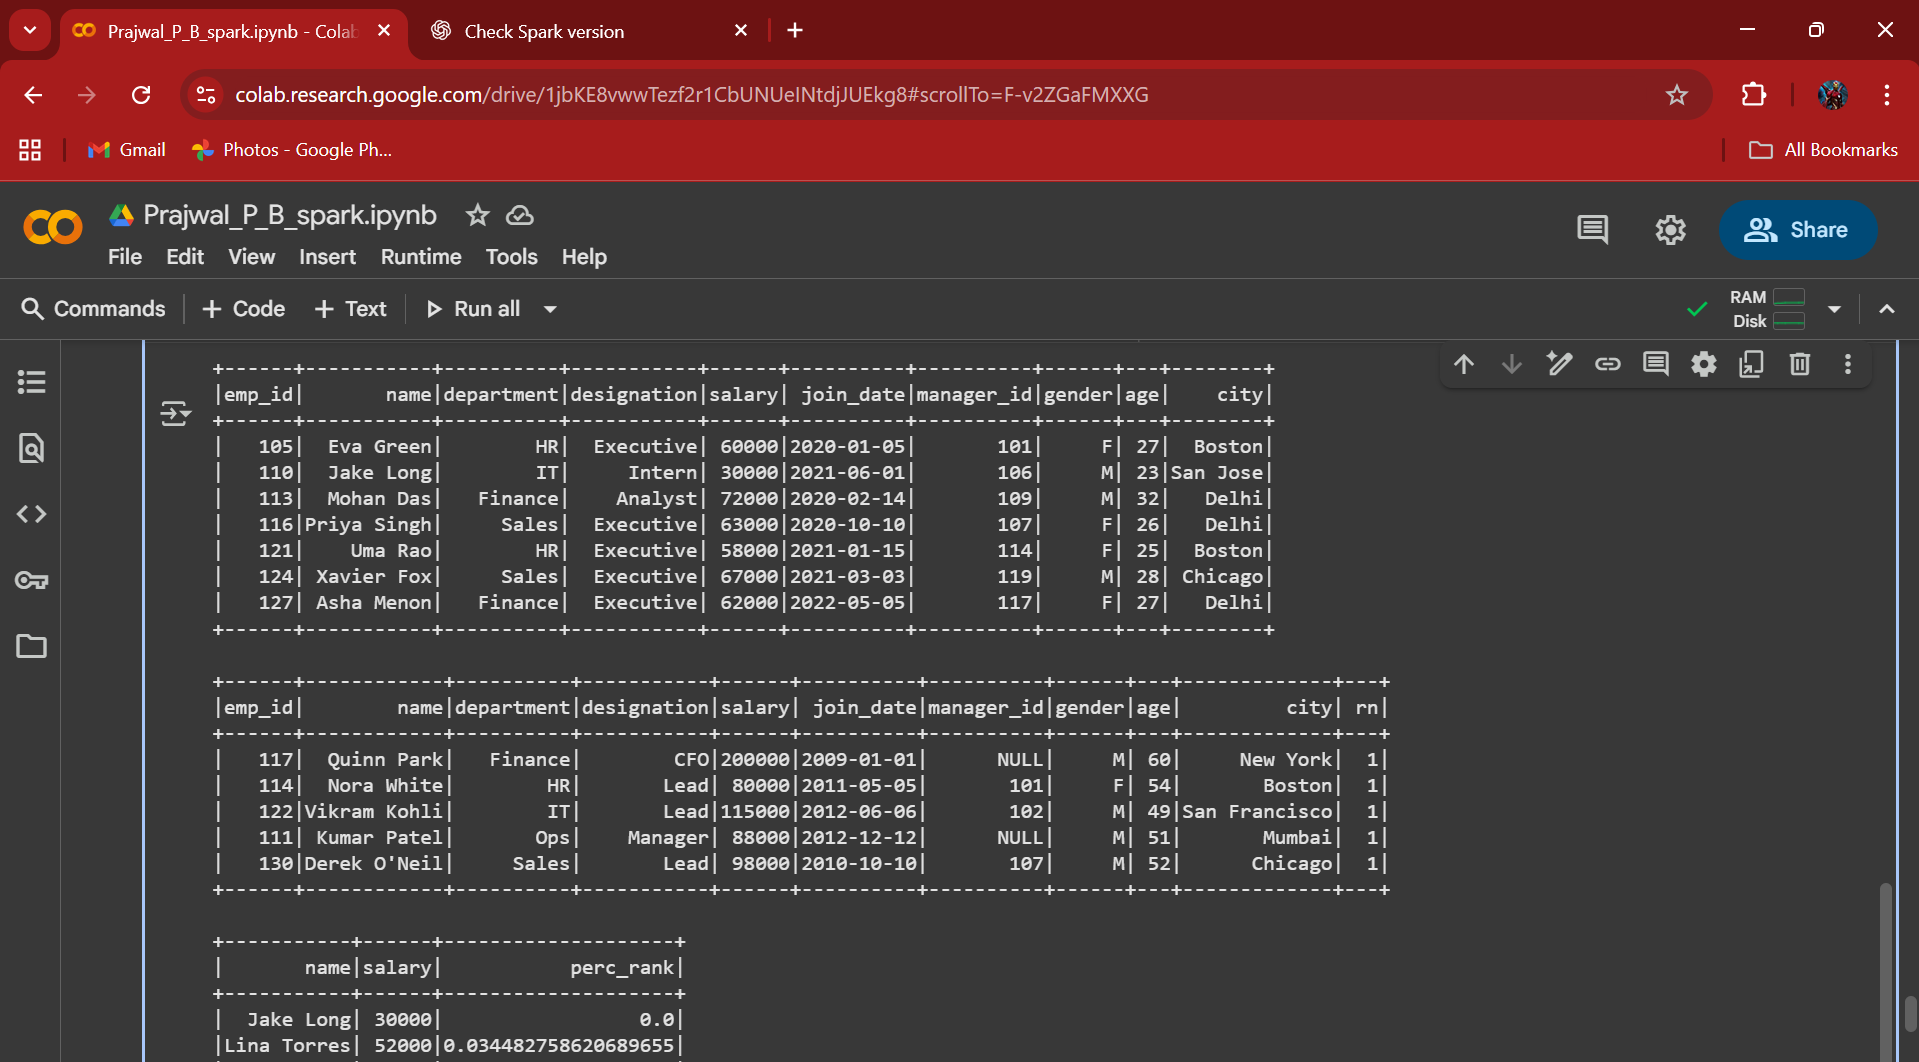 Prajwal_P_B_spark.ipynb - Colab
Check Spark version
colab.research.google.com/drive/1jbKE8vwwTezf2r1CbUNUeINtdjJUEkg8#scrollTo=F-v2ZGaFMXXG
Gmail
Photos - Google Ph...
All Bookmarks
Prajwal_P_B_spark.ipynb
Share
File Edit View Insert Runtime Tools Help
Commands + Code + Text Run all
RAM
Disk
+------+-----------+----------+-----------+------+----------+----------+------+---+--------+
|emp_id|       name|department|designation|salary| join_date|manager_id|gender|age|    city|
+------+-----------+----------+-----------+------+----------+----------+------+---+--------+
|   105|  Eva Green|        HR|  Executive| 60000|2020-01-05|       101|     F| 27|  Boston|
|   110|  Jake Long|        IT|     Intern| 30000|2021-06-01|       106|     M| 23|San Jose|
|   113|  Mohan Das|   Finance|    Analyst| 72000|2020-02-14|       109|     M| 32|   Delhi|
|   116|Priya Singh|     Sales|  Executive| 63000|2020-10-10|       107|     F| 26|   Delhi|
|   121|    Uma Rao|        HR|  Executive| 58000|2021-01-15|       114|     F| 25|  Boston|
|   124| Xavier Fox|     Sales|  Executive| 67000|2021-03-03|       119|     M| 28| Chicago|
|   127| Asha Menon|   Finance|  Executive| 62000|2022-05-05|       117|     F| 27|   Delhi|
+------+-----------+----------+-----------+------+----------+----------+------+---+--------+
+------+------------+----------+-----------+------+----------+----------+------+---+-------------+---+
|emp_id|        name|department|designation|salary| join_date|manager_id|gender|age|         city| rn|
+------+------------+----------+-----------+------+----------+----------+------+---+-------------+---+
|   117|  Quinn Park|   Finance|        CFO|200000|2009-01-01|      NULL|     M| 60|     New York|  1|
|   114|  Nora White|        HR|       Lead| 80000|2011-05-05|       101|     F| 54|       Boston|  1|
|   122|Vikram Kohli|        IT|       Lead|115000|2012-06-06|       102|     M| 49|San Francisco|  1|
|   111| Kumar Patel|       Ops|    Manager| 88000|2012-12-12|      NULL|     M| 51|       Mumbai|  1|
|   130|Derek O'Neil|     Sales|       Lead| 98000|2010-10-10|       107|     M| 52|      Chicago|  1|
+------+------------+----------+-----------+------+----------+----------+------+---+-------------+---+
+-----------+------+--------------------+
|       name|salary|           perc_rank|
+-----------+------+--------------------+
|  Jake Long| 30000|                 0.0|
|Lina Torres| 52000|0.034482758620689655|